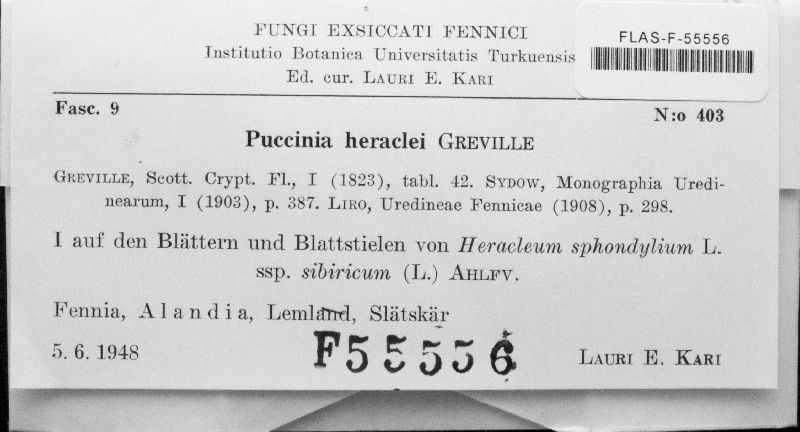 FUNGI EXSICCATI FENNICI
Institutio Botanica Universitatis Turkuensis
Ed. cur. LAURI E. KARI
FLAS-F-55556
Fasc. 9
N:o 403
Puccinia heraclei GREVILLE
GREVILLE, Scott. Crypt. Fl., I (1823), tabl. 42. SYDOW, Monographia Uredi-
nearum, I (1903), p. 387. LIRO, Uredineae Fennicae (1908), p. 298.
I auf den Blättern und Blattstielen von Heracleum sphondylium L.
ssp. sibiricum (L.) AHLFV.
Fennia, Alandia, Lemland, Slätskär
5. 6. 1948
F55556
LAURI E. KARI